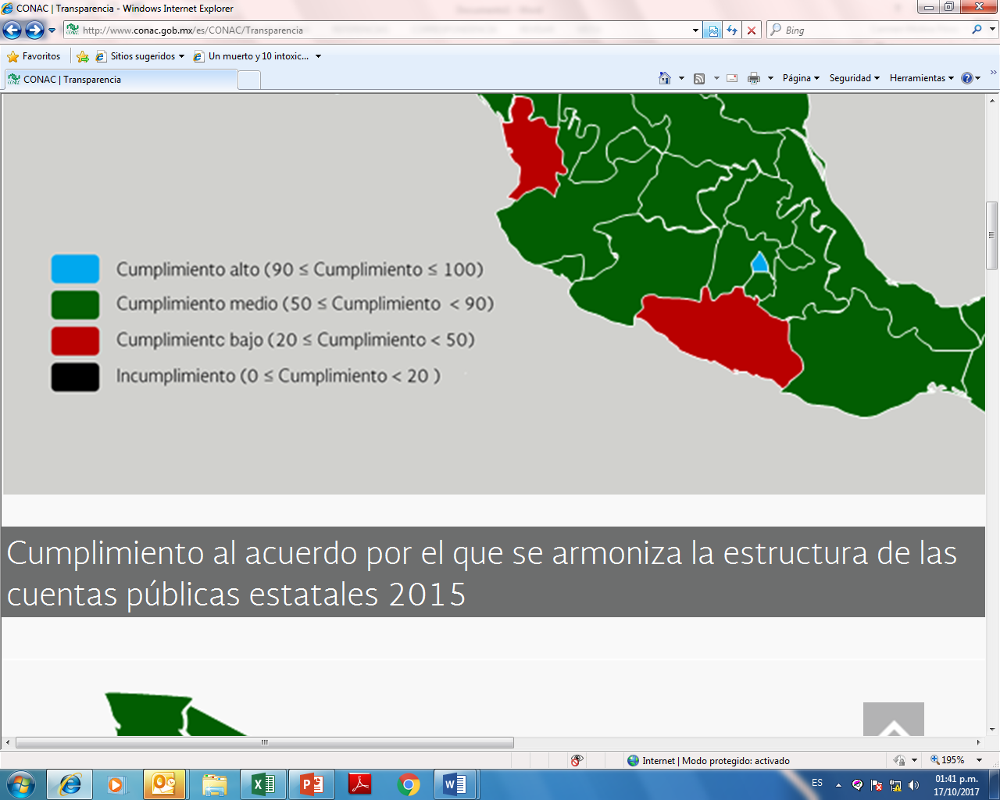 CONAC | Transparencia - Windows Internet Explorer
http://www.conac.gob.mx/es/CONAC/Transparencia
Bing
Favoritos
Sitios sugeridos
Un muerto y 10 intoxic...
CONAC | Transparencia
Página
Seguridad
Herramientas
Cumplimiento alto (90 ≤ Cumplimiento ≤ 100)
Cumplimiento medio (50 ≤ Cumplimiento < 90)
Cumplimiento bajo (20 ≤ Cumplimiento < 50)
Incumplimiento (0 ≤ Cumplimiento < 20 )
Cumplimiento al acuerdo por el que se armoniza la estructura de las
cuentas públicas estatales 2015
Internet | Modo protegido: activado
195%
ES
01:41 p.m.
17/10/2017